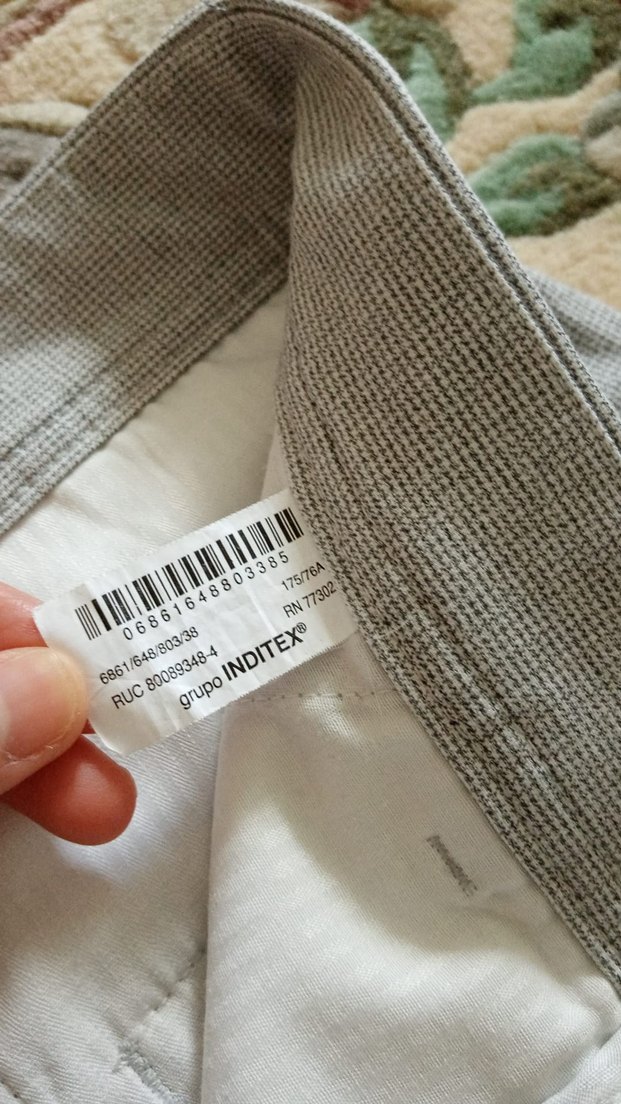 06861648803385
6861/648/803/38 175/76A
RUC 80089348-4 RN 77302
grupo INDITEX®